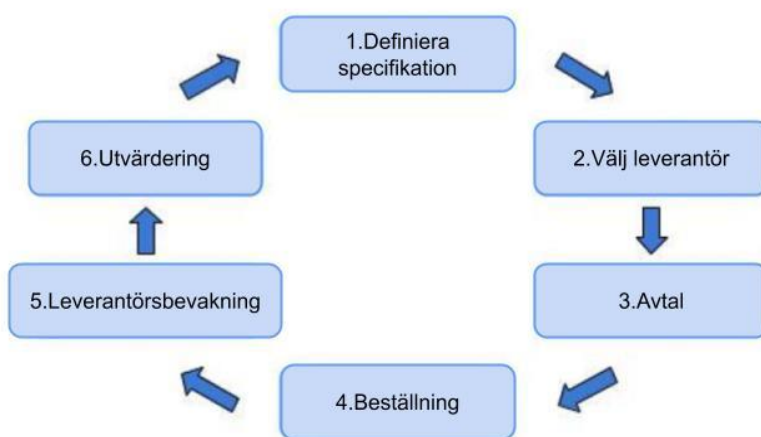 1.Definiera
specifikation
2.Välj leverantör
3.Avtal
4.Beställning
5.Leverantörsbevakning
6.Utvärdering